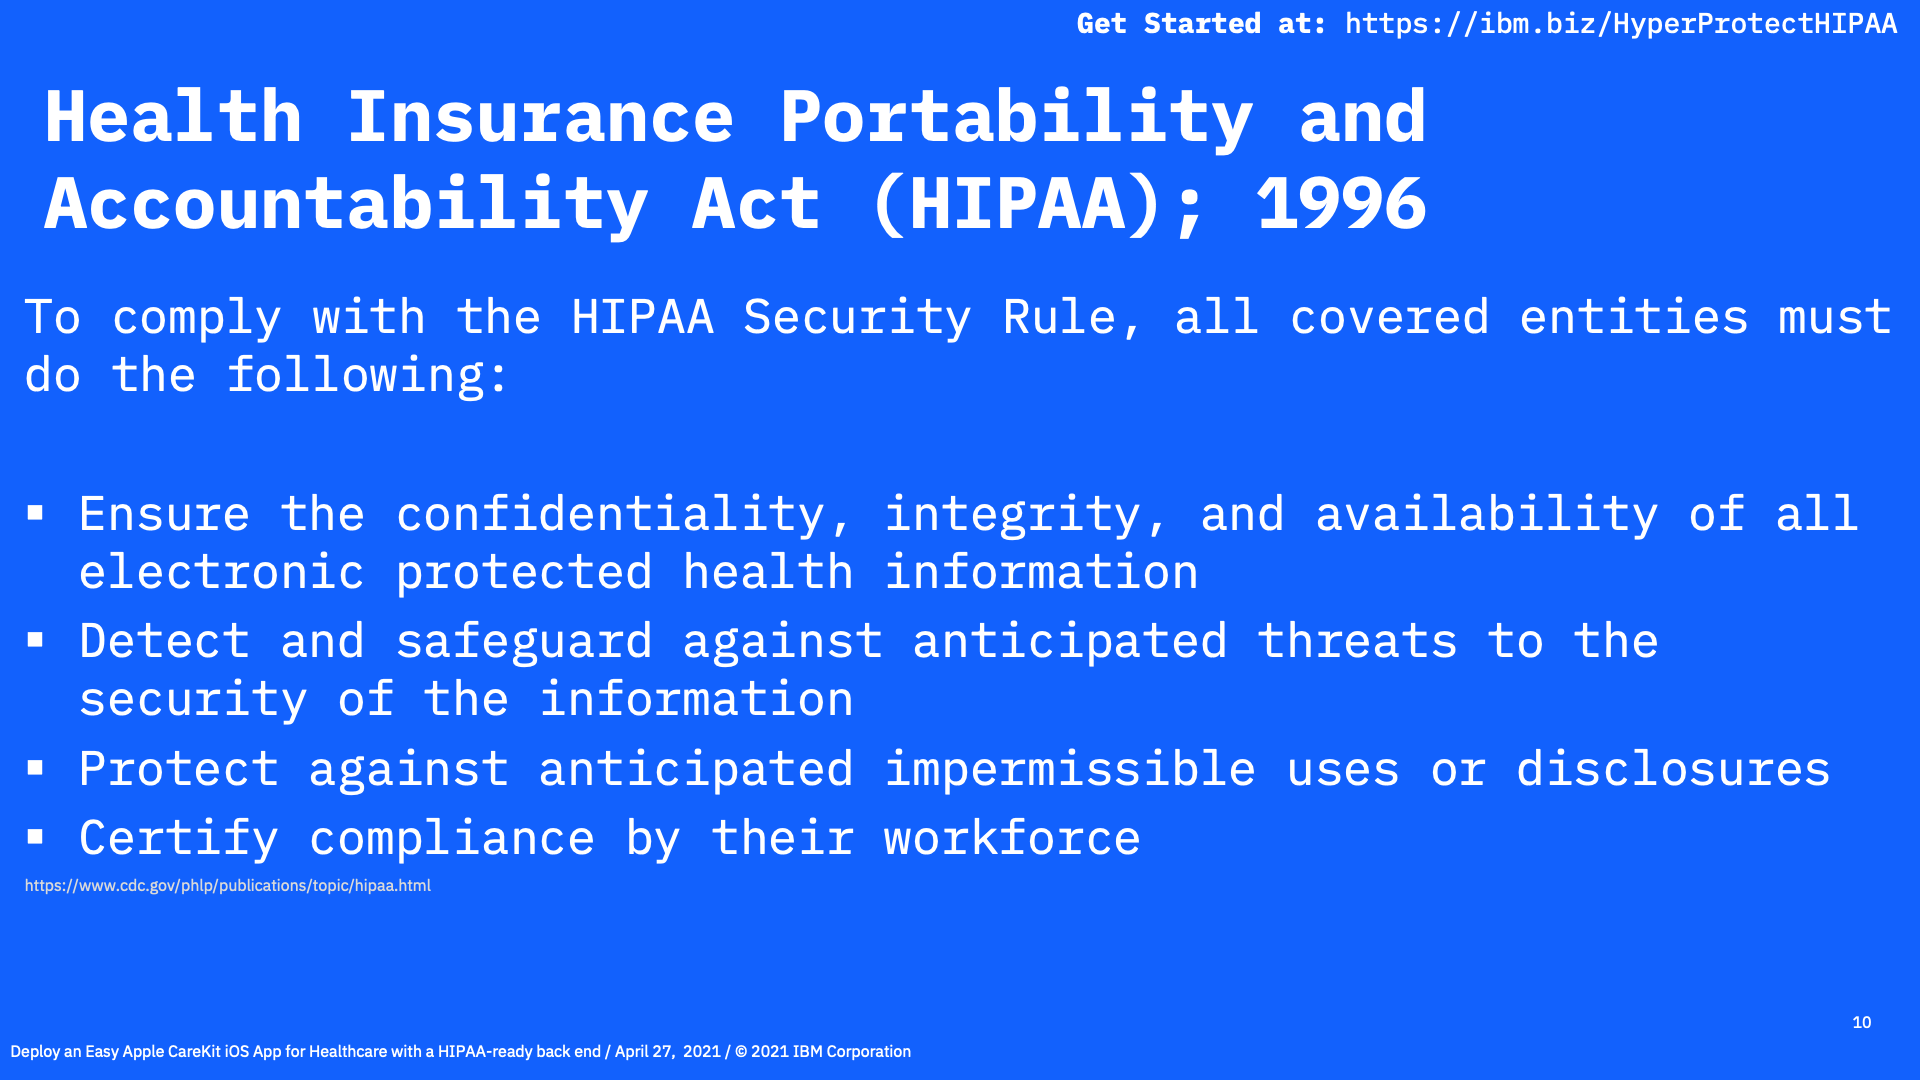 Get Started at: https://ibm.biz/HyperProtectHIPAA
Health Insurance Portability and
Accountability Act (HIPAA); 1996
To comply with the HIPAA Security Rule, all covered entities must
do the following:
▪ Ensure the confidentiality, integrity, and availability of all
electronic protected health information
▪ Detect and safeguard against anticipated threats to the
security of the information
▪ Protect against anticipated impermissible uses or disclosures
▪ Certify compliance by their workforce
https://www.cdc.gov/phlp/publications/topic/hipaa.html
10
Deploy an Easy Apple CareKit iOS App for Healthcare with a HIPAA-ready back end / April 27, 2021 / © 2021 IBM Corporation